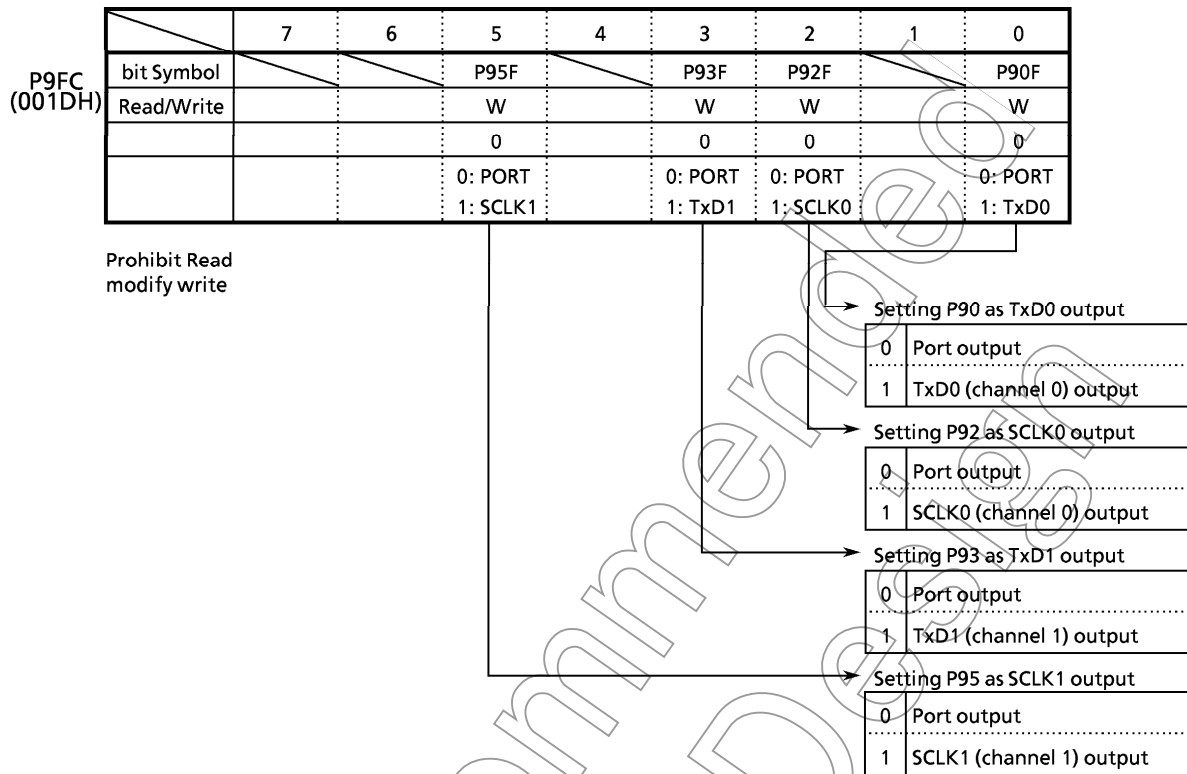 7 6 5 4 3 2 1 0
P9FC
(001DH)
bit Symbol P95F P93F P92F P90F
Read/Write W W W W
0 0 0 0
0: PORT 0: PORT 0: PORT 0: PORT
1: SCLK1 1: TxD1 1: SCLK0 1: TxD0
Prohibit Read
modify write
Setting P90 as TxD0 output
0 Port output
1 TxD0 (channel 0) output
Setting P92 as SCLK0 output
0 Port output
1 SCLK0 (channel 0) output
Setting P93 as TxD1 output
0 Port output
1 TxD1 (channel 1) output
Setting P95 as SCLK1 output
0 Port output
1 SCLK1 (channel 1) output
ommended
Design